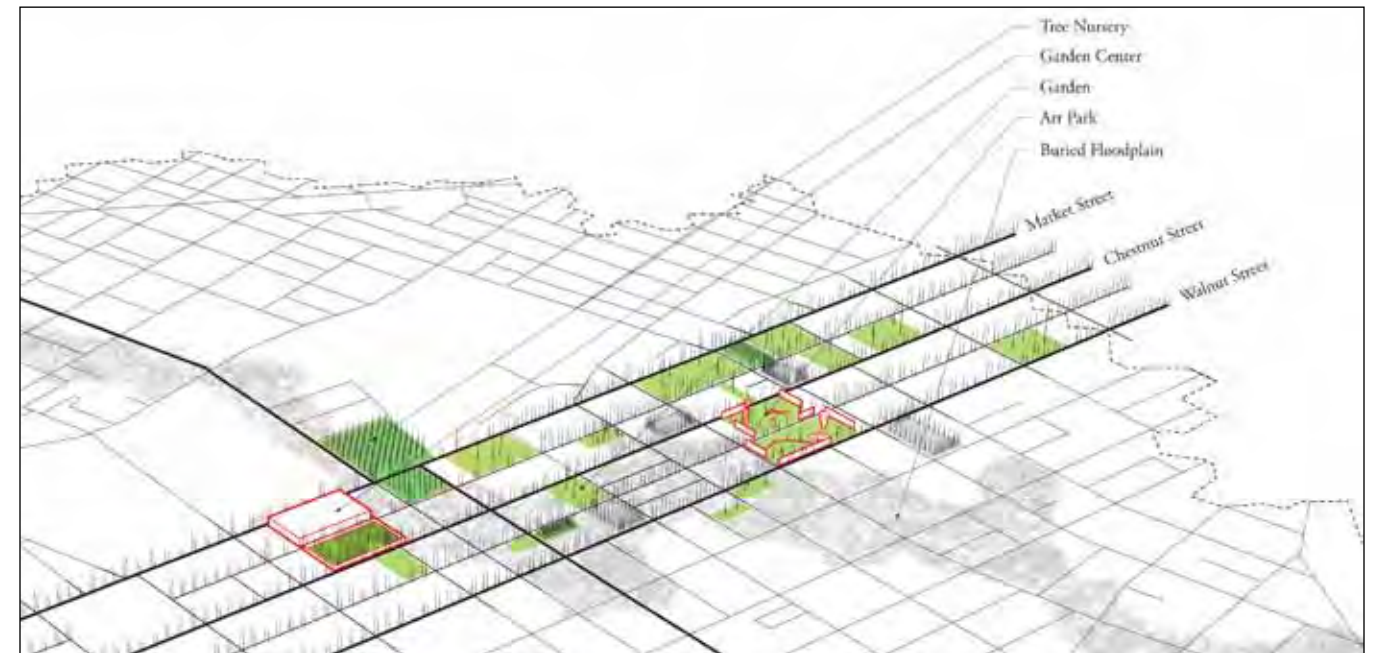 Tree Nursery
Garden Center
Garden
Art Park
Buried Floodplain
Market Street
Chestnut Street
Walnut Street